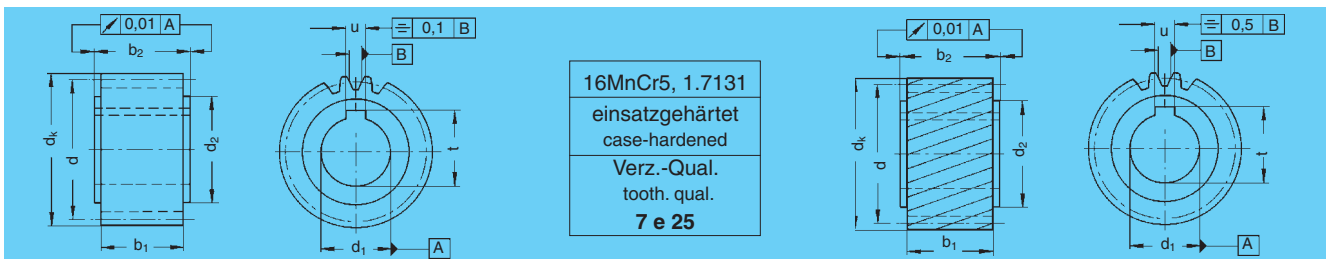 0,01 A
b₂
dₖ
d
d₂
b₁
u
0,1 B
B
t
d₁
A
16MnCr5, 1.7131
einsatzgehärtet
case-hardened
Verz.-Qual.
tooth. qual.
7 e 25
0,01 A
b₂
dₖ
d
d₂
b₁
u
0,5 B
B
t
d₁
A